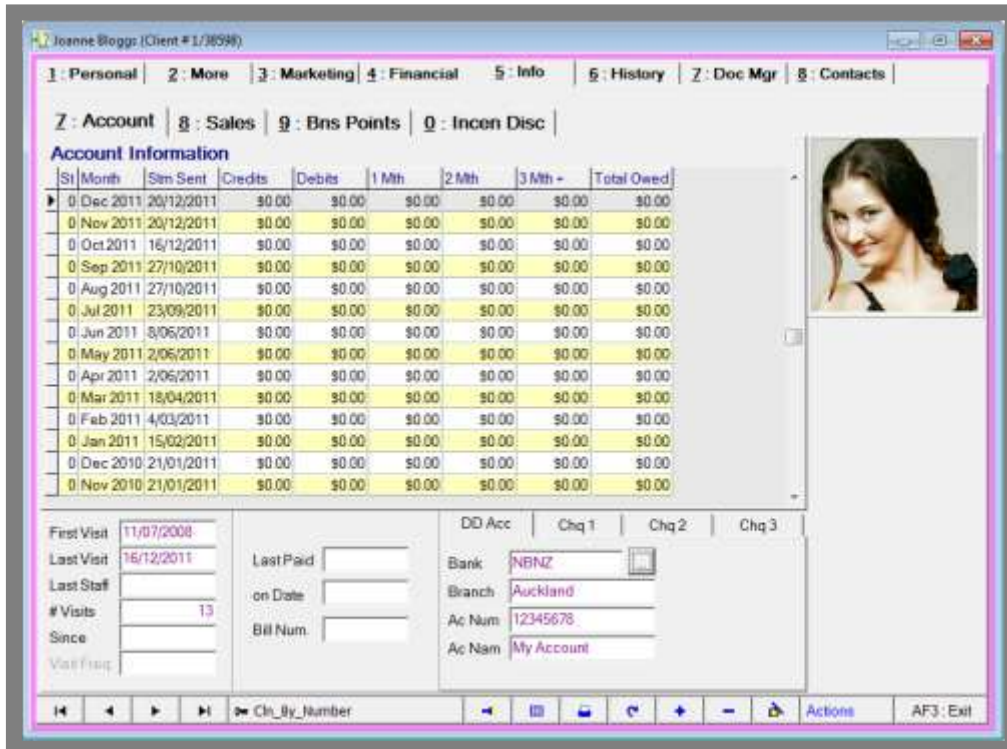 Joanne Bloggs (Client # 1/38598)
1 : Personal 2 : More 3 : Marketing 4 : Financial 5 : Info 6 : History 7 : Doc Mgr 8 : Contacts
7 : Account 8 : Sales 9 : Bns Points 0 : Incen Disc
Account Information
St Month Stm Sent Credits Debits 1 Mth 2 Mth 3 Mth + Total Owed
0 Dec 2011 20/12/2011 $0.00 $0.00 $0.00 $0.00 $0.00 $0.00
0 Nov 2011 20/12/2011 $0.00 $0.00 $0.00 $0.00 $0.00 $0.00
0 Oct 2011 16/12/2011 $0.00 $0.00 $0.00 $0.00 $0.00 $0.00
0 Sep 2011 27/10/2011 $0.00 $0.00 $0.00 $0.00 $0.00 $0.00
0 Aug 2011 27/10/2011 $0.00 $0.00 $0.00 $0.00 $0.00 $0.00
0 Jul 2011 23/09/2011 $0.00 $0.00 $0.00 $0.00 $0.00 $0.00
0 Jun 2011 8/06/2011 $0.00 $0.00 $0.00 $0.00 $0.00 $0.00
0 May 2011 2/06/2011 $0.00 $0.00 $0.00 $0.00 $0.00 $0.00
0 Apr 2011 2/06/2011 $0.00 $0.00 $0.00 $0.00 $0.00 $0.00
0 Mar 2011 18/04/2011 $0.00 $0.00 $0.00 $0.00 $0.00 $0.00
0 Feb 2011 4/03/2011 $0.00 $0.00 $0.00 $0.00 $0.00 $0.00
0 Jan 2011 15/02/2011 $0.00 $0.00 $0.00 $0.00 $0.00 $0.00
0 Dec 2010 21/01/2011 $0.00 $0.00 $0.00 $0.00 $0.00 $0.00
0 Nov 2010 21/01/2011 $0.00 $0.00 $0.00 $0.00 $0.00 $0.00
DD Acc Chq 1 Chq 2 Chq 3
First Visit 11/07/2008
Last Visit 16/12/2011 Last Paid Bank NBNZ
Last Staff on Date Branch Auckland
# Visits 13 Ac Num 12345678
Since Bill Num Ac Nam My Account
Visit Freq
Cln_By_Number Actions AF3 : Exit